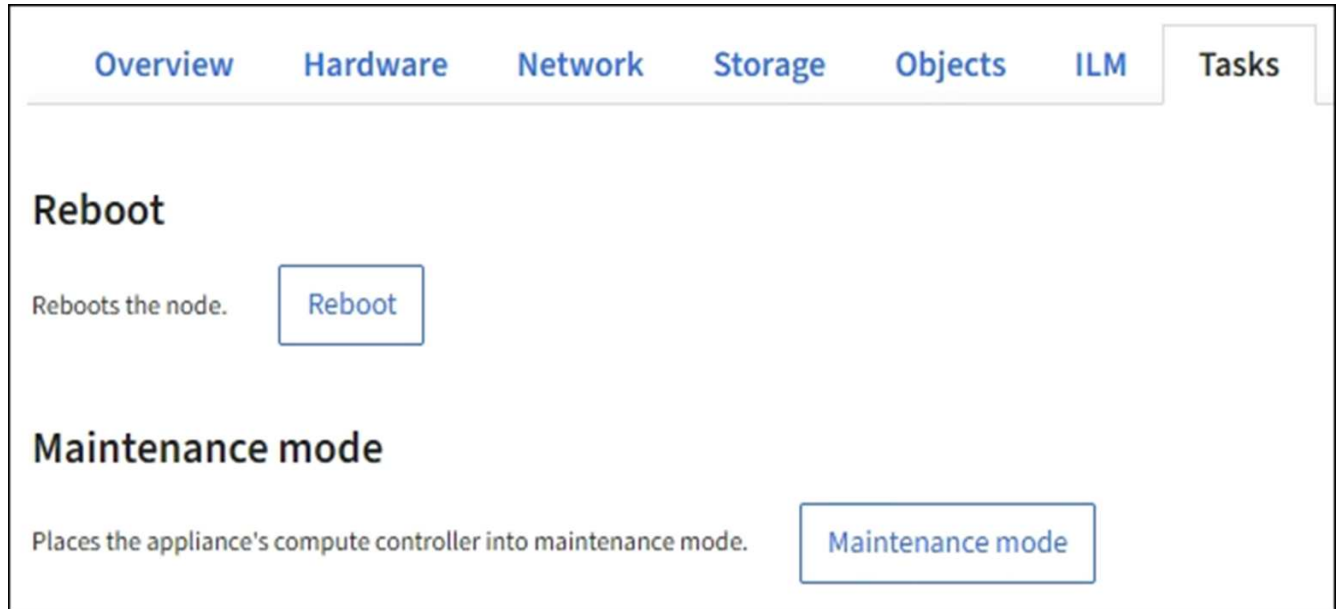 Overview Hardware Network Storage Objects ILM Tasks
Reboot
Reboots the node. Reboot
Maintenance mode
Places the appliance's compute controller into maintenance mode. Maintenance mode